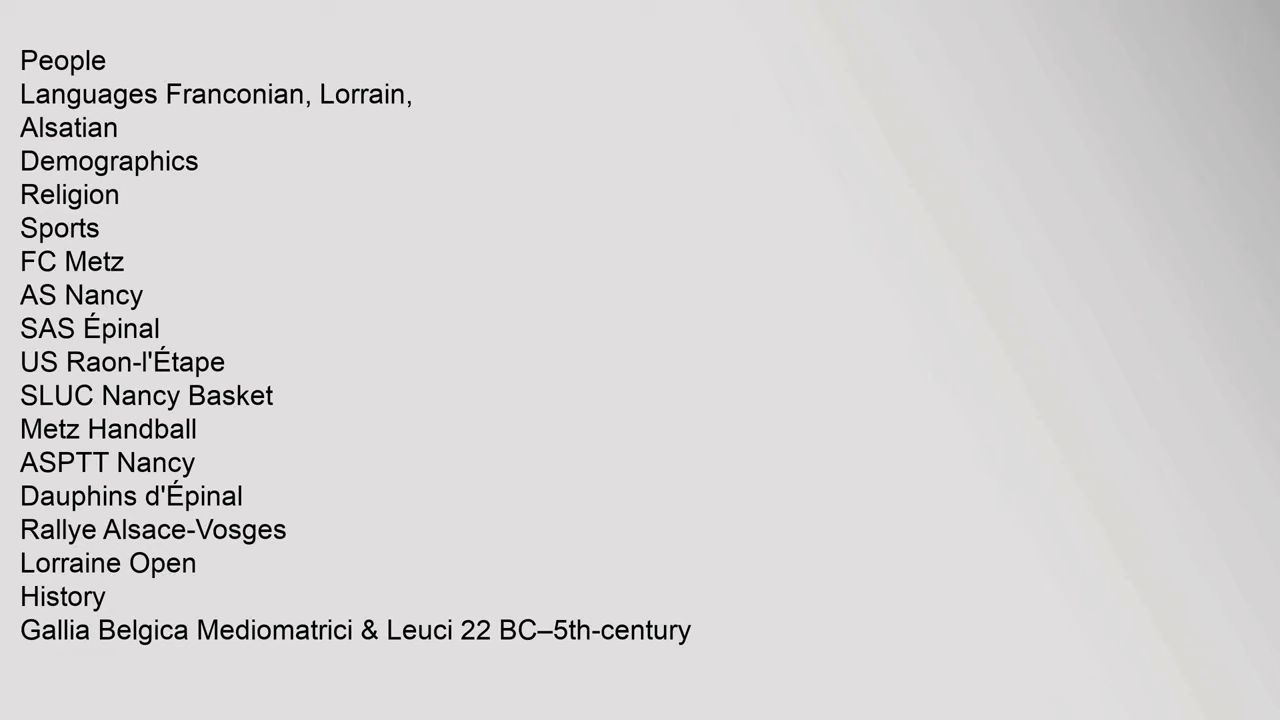 People
Languages Franconian, Lorrain,
Alsatian
Demographics
Religion
Sports
FC Metz
AS Nancy
SAS Épinal
US Raon-l'Étape
SLUC Nancy Basket
Metz Handball
ASPTT Nancy
Dauphins d'Épinal
Rallye Alsace-Vosges
Lorraine Open
History
Gallia Belgica Mediomatrici & Leuci 22 BC–5th-century